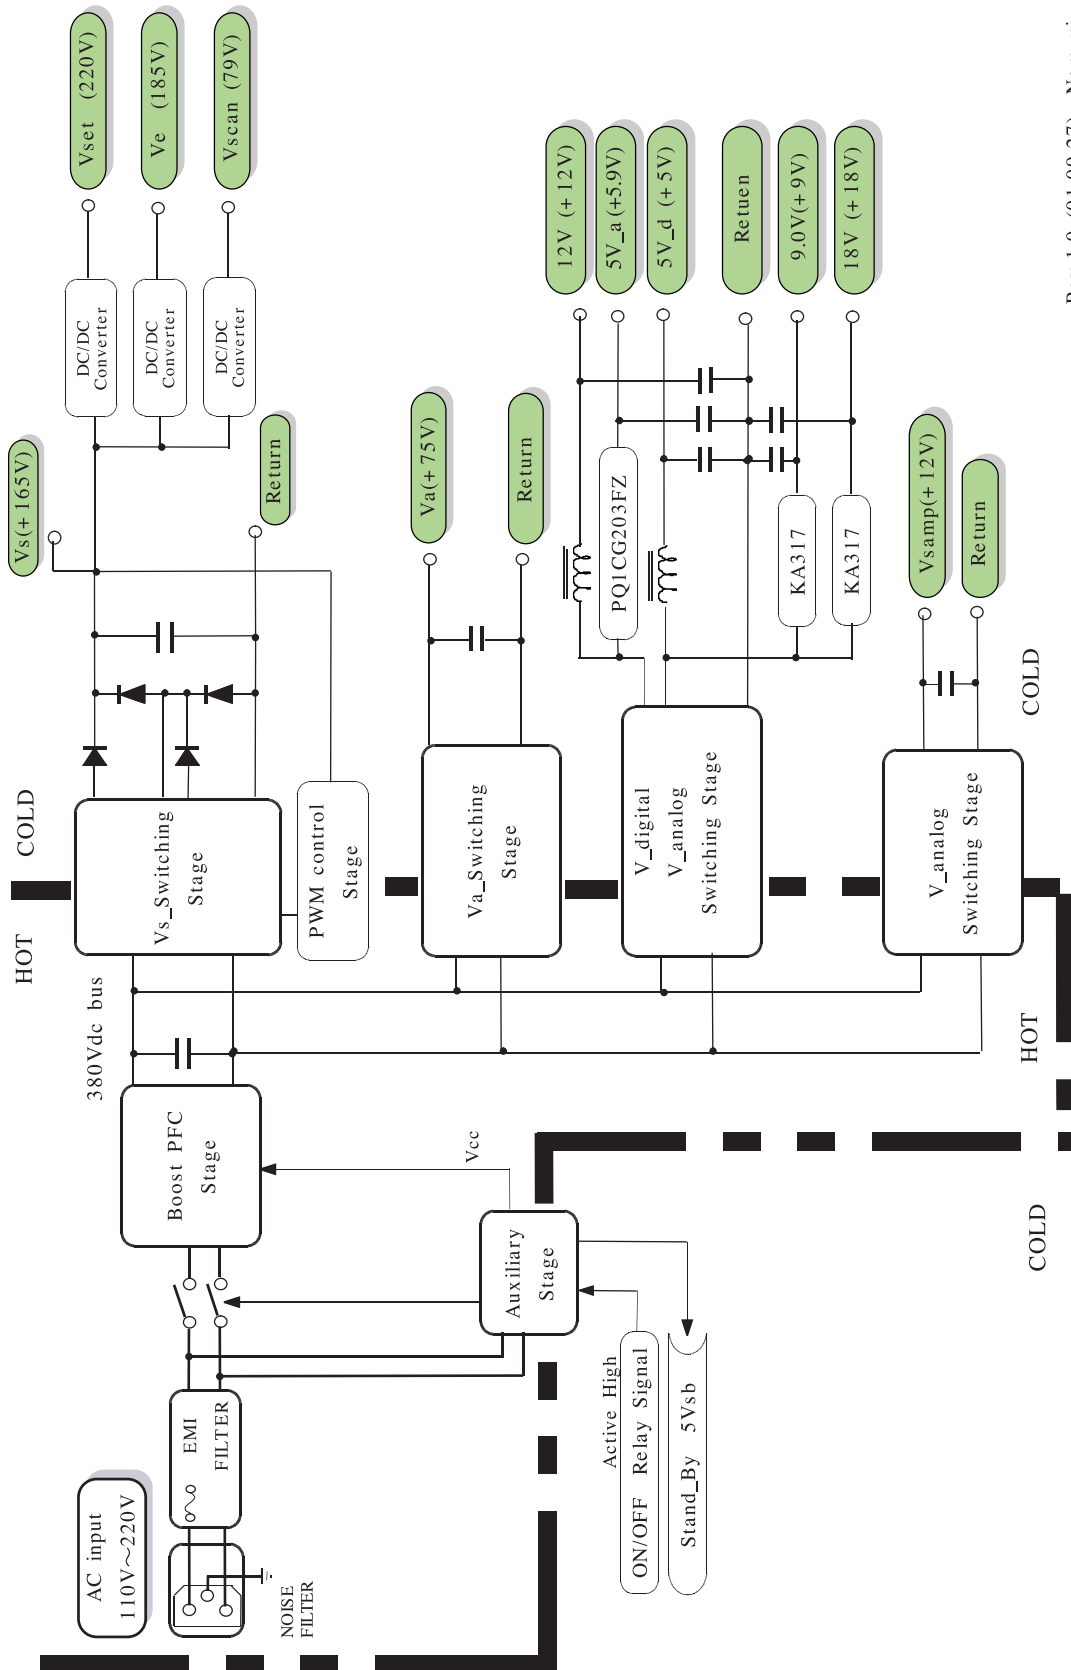 AC input
110V～220V
NOISE
FILTER
EMI
FILTER
Active High
ON/OFF Relay Signal
Stand_By 5Vsb
Auxiliary
Stage
Vcc
Boost PFC
Stage
380Vdc bus
HOT
COLD
Vs_Switching
Stage
PWM control
Stage
Vs(+165V)
DC/DC
Converter
DC/DC
Converter
DC/DC
Converter
Vset (220V)
Ve (185V)
Vscan (79V)
Return
Va_Switching
Stage
Va(+75V)
Return
V_digital
V_analog
Switching Stage
PQ1CG203FZ
KA317
KA317
12V (+12V)
5V_a (+5.9V)
5V_d (+5V)
Retuen
9.0V(+9V)
18V (+18V)
V_analog
Switching Stage
Vsamp(+12V)
Return
COLD
HOT
COLD